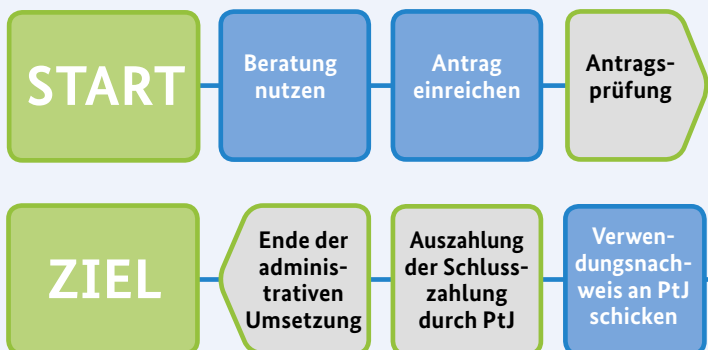 START
Beratung
nutzen
Antrag
einreichen
Antrags-
prüfung
ZIEL
Ende der
adminis-
trativen
Umsetzung
Auszahlung
der Schluss-
zahlung
durch PtJ
Verwen-
dungsnach-
weis an PtJ
schicken